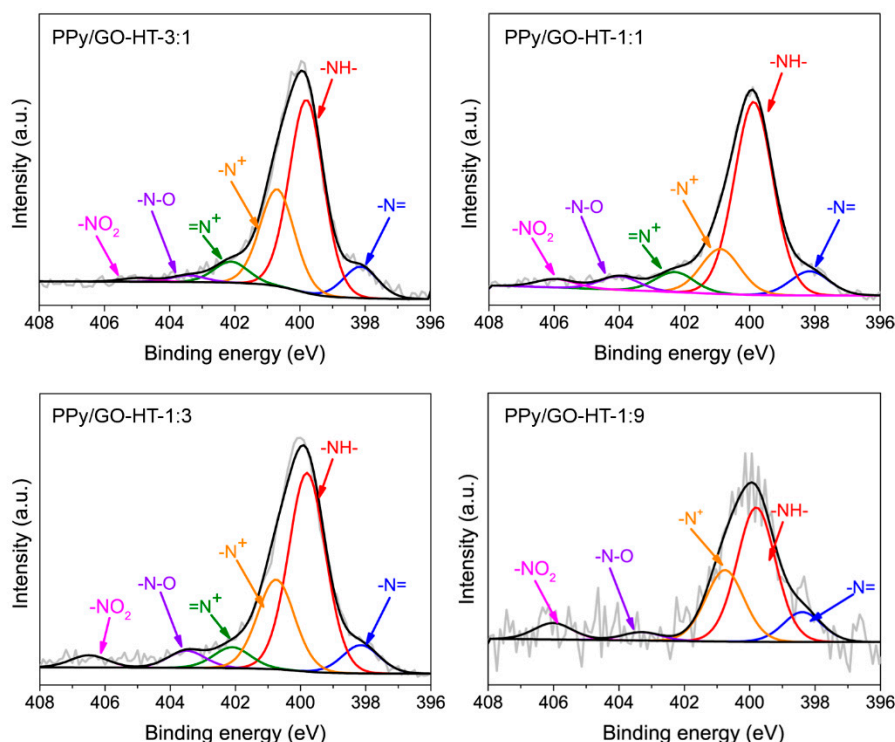 PPy/GO-HT-3:1
-NH-
-N⁺
-N-O
=N⁺
-NO₂
-N=
Intensity (a.u.)
408 406 404 402 400 398 396
Binding energy (eV)
PPy/GO-HT-1:1
-NH-
-N⁺
-N-O
=N⁺
-NO₂
-N=
Intensity (a.u.)
408 406 404 402 400 398 396
Binding energy (eV)
PPy/GO-HT-1:3
-NH-
-N⁺
-N-O
=N⁺
-NO₂
-N=
Intensity (a.u.)
408 406 404 402 400 398 396
Binding energy (eV)
PPy/GO-HT-1:9
-N⁺
-NH-
-NO₂
-N-O
-N=
Intensity (a.u.)
408 406 404 402 400 398 396
Binding energy (eV)